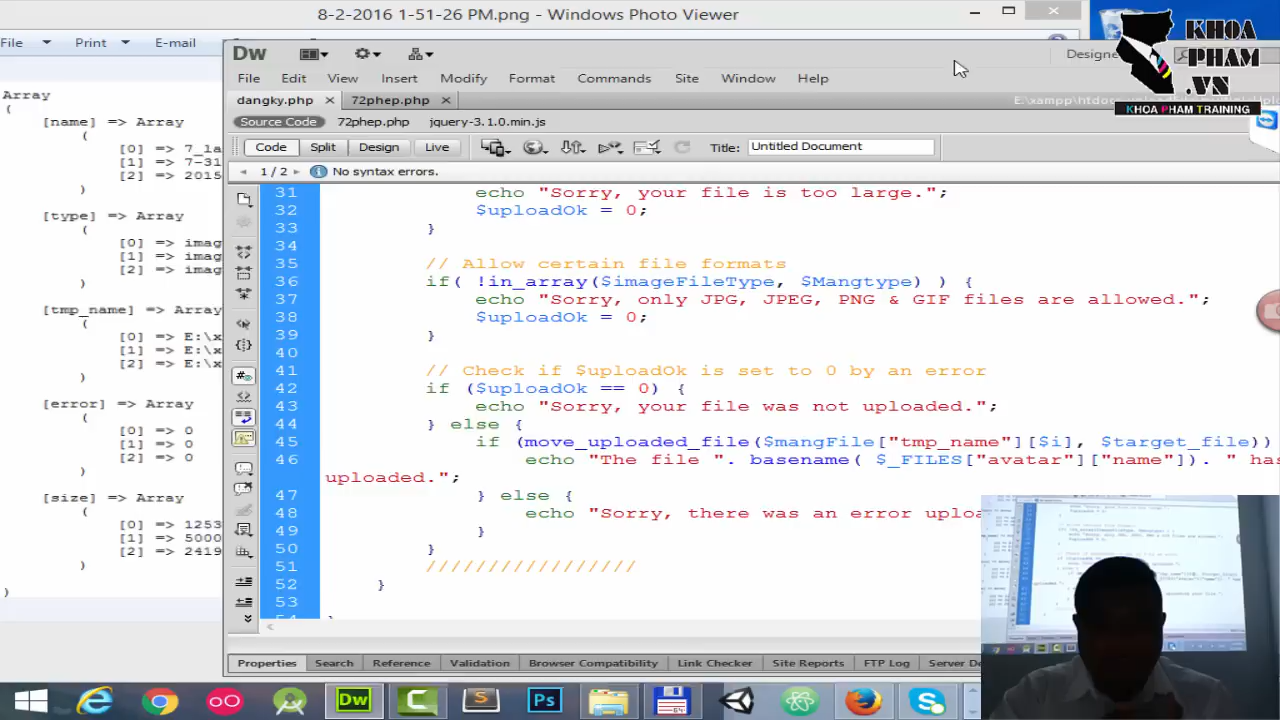 8-2-2016 1-51-26 PM.png - Windows Photo Viewer
File Print E-mail
Dw
Designe
KHOA
PHAM
.VN
KHOA PHAM TRAINING
File Edit View Insert Modify Format Commands Site Window Help
dangky.php 72phep.php
Source Code 72phep.php jquery-3.1.0.min.js
Code Split Design Live Title: Untitled Document
1 / 2 No syntax errors.
Array
(
[name] => Array
(
[0] => 7_la
[1] => 7-31
[2] => 2015
)
[type] => Array
(
[0] => imag
[1] => imag
[2] => imag
)
[tmp_name] => Array
(
[0] => E:\x
[1] => E:\x
[2] => E:\x
)
[error] => Array
(
[0] => 0
[1] => 0
[2] => 0
)
[size] => Array
(
[0] => 1253
[1] => 5000
[2] => 2419
)
)
31 echo "Sorry, your file is too large.";
32 $uploadOk = 0;
33 }
34
35 // Allow certain file formats
36 if( !in_array($imageFileType, $Mangtype) ) {
37 echo "Sorry, only JPG, JPEG, PNG & GIF files are allowed.";
38 $uploadOk = 0;
39 }
40
41 // Check if $uploadOk is set to 0 by an error
42 if ($uploadOk == 0) {
43 echo "Sorry, your file was not uploaded.";
44 } else {
45 if (move_uploaded_file($mangFile["tmp_name"][$i], $target_file))
46 echo "The file ". basename( $_FILES["avatar"]["name"]). " has
uploaded.";
47 } else {
48 echo "Sorry, there was an error uploa
49 }
50 }
51 /////////////////
52 }
53
Properties Search Reference Validation Browser Compatibility Link Checker Site Reports FTP Log Server De
Dw Ps